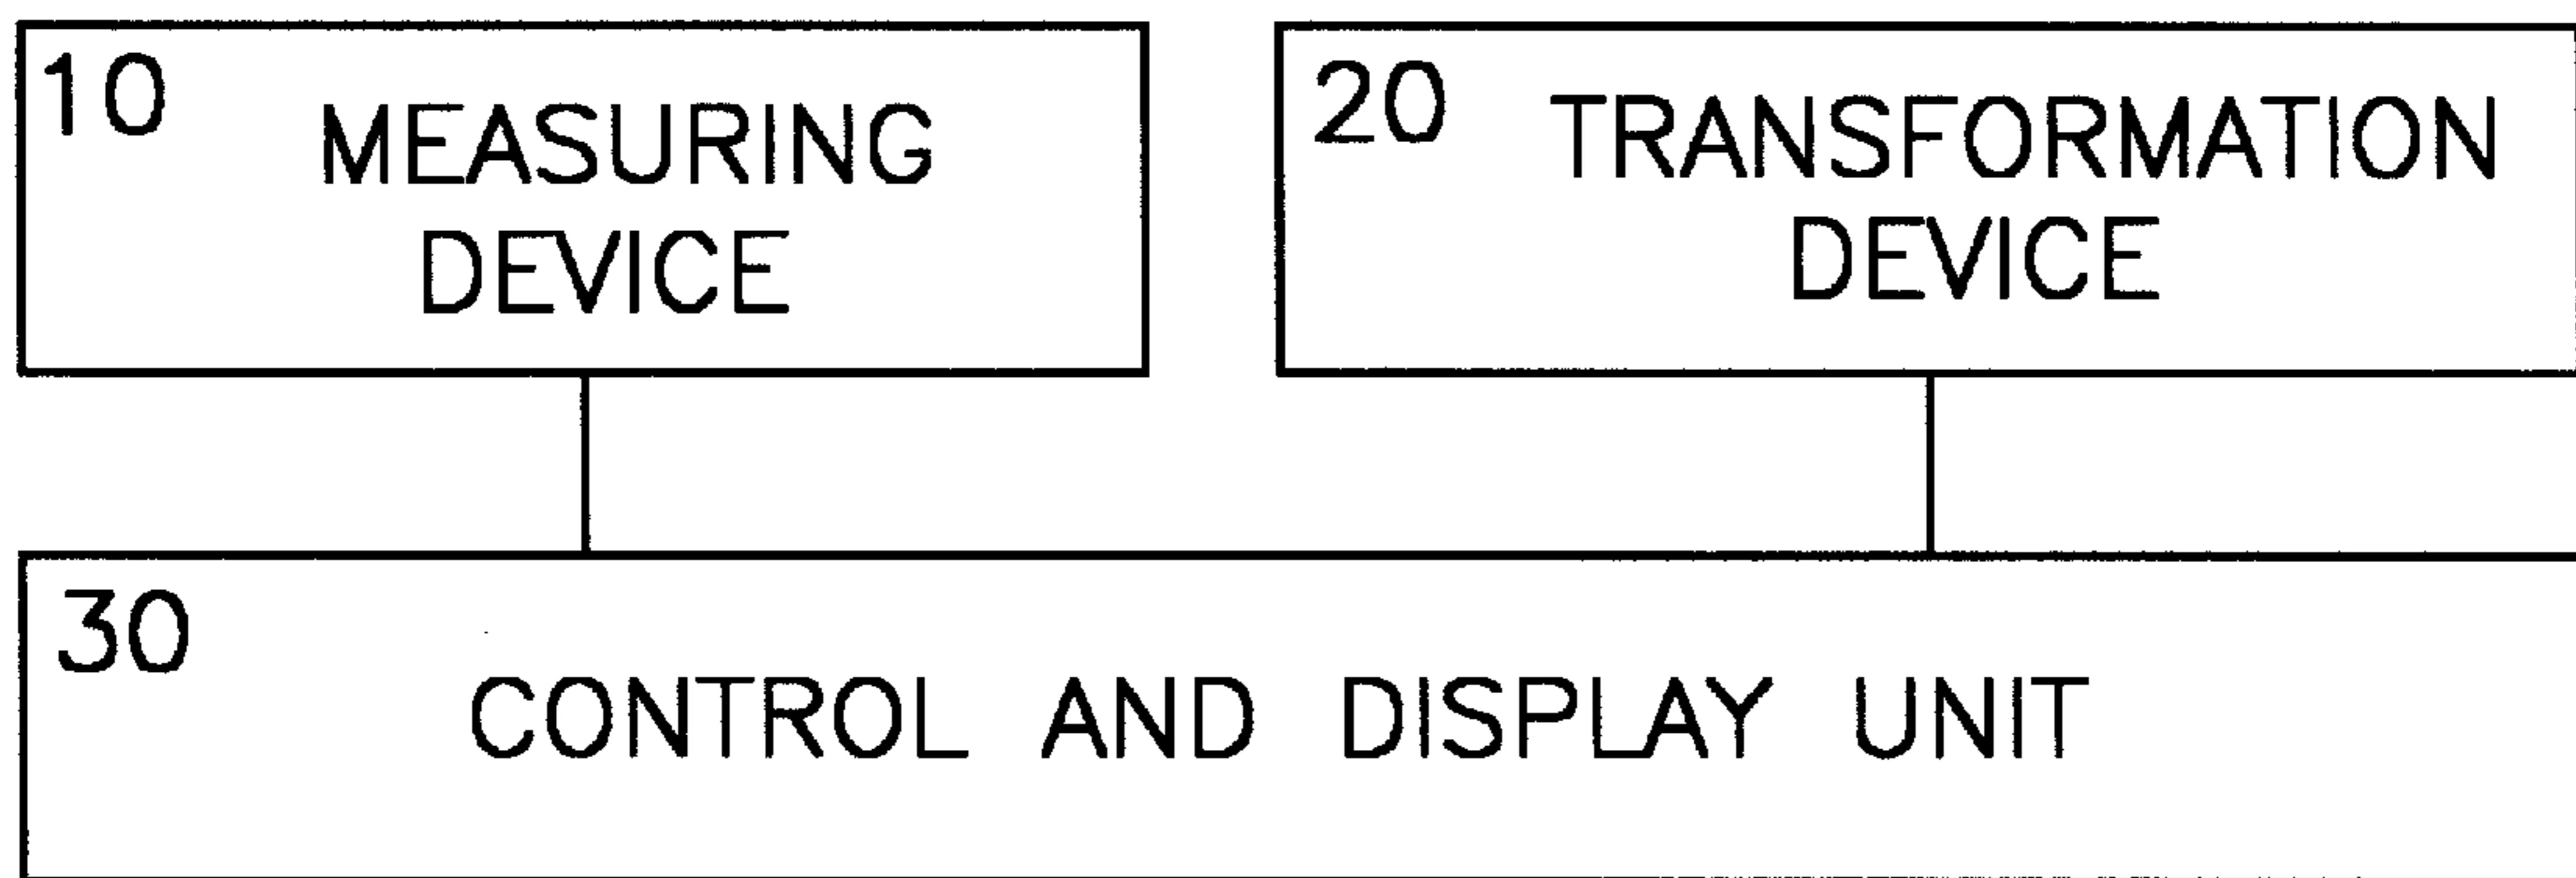 10
MEASURING
DEVICE
20
TRANSFORMATION
DEVICE
30
CONTROL AND DISPLAY UNIT